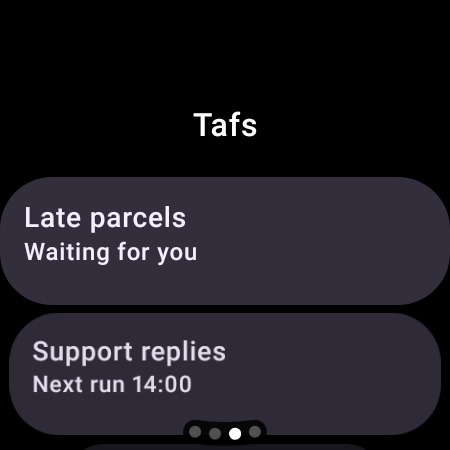 Tafs
Late parcels
Waiting for you
Support replies
Next run 14:00